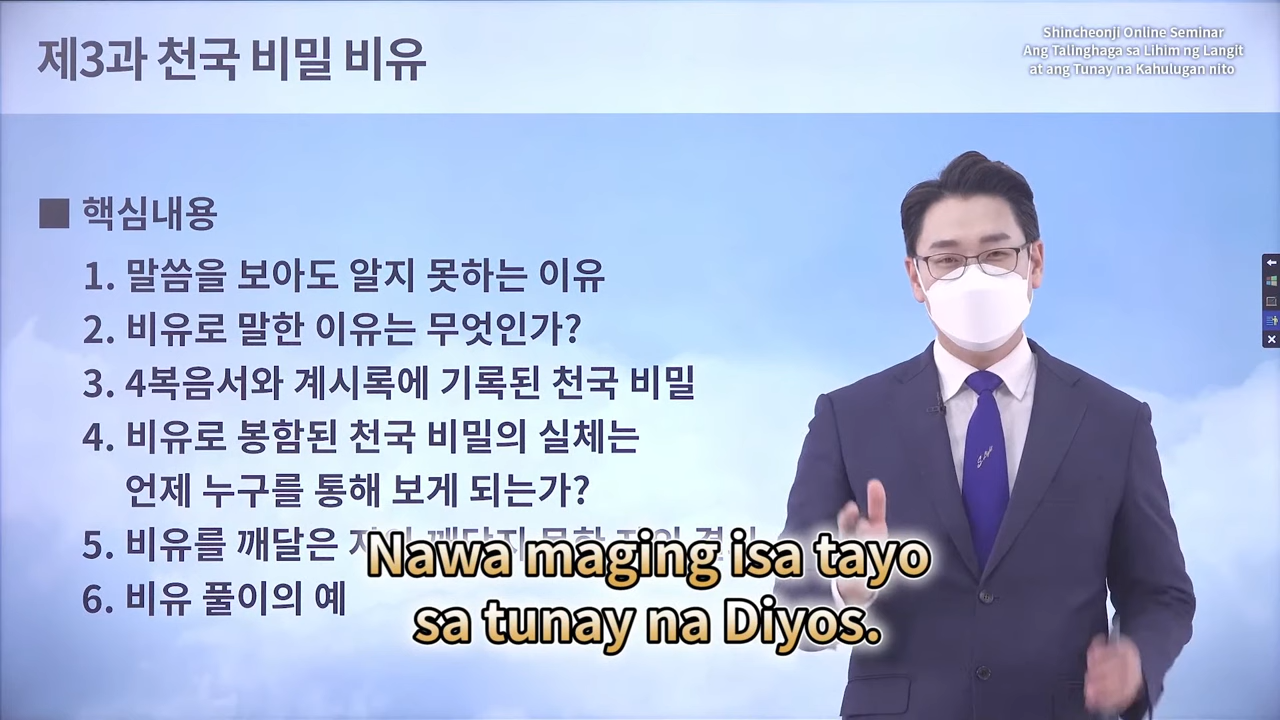 제3과 천국 비밀 비유
Shincheonji Online Seminar
Ang Talinghaga sa Lihim ng Langit
at ang Tunay na Kahulugan nito
■ 핵심내용
1. 말씀을 보아도 알지 못하는 이유
2. 비유로 말한 이유는 무엇인가?
3. 4복음서와 계시록에 기록된 천국 비밀
4. 비유로 봉함된 천국 비밀의 실체는
언제 누구를 통해 보게 되는가?
5. 비유를 깨달은
6. 비유 풀이의 예
Nawa maging isa tayo
sa tunay na Diyos.